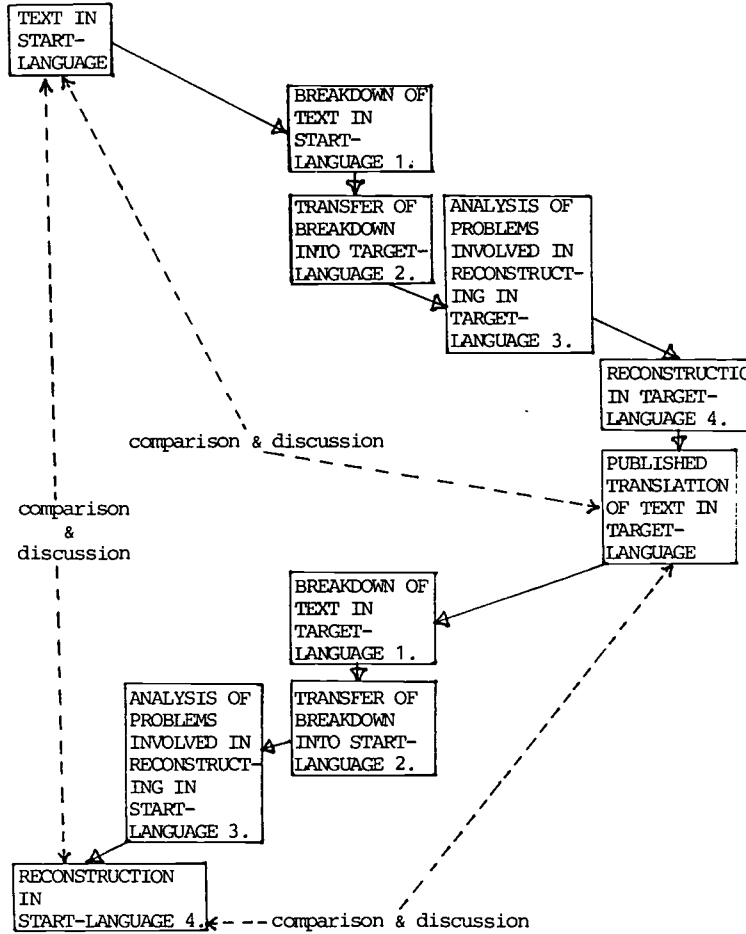 TEXT IN
START-
LANGUAGE
BREAKDOWN OF
TEXT IN
START-
LANGUAGE 1.
TRANSFER OF
BREAKDOWN
INTO TARGET-
LANGUAGE 2.
ANALYSIS OF
PROBLEMS
INVOLVED IN
RECONSTRUCT-
ING IN
TARGET-
LANGUAGE 3.
RECONSTRUCTIO
IN TARGET-
LANGUAGE 4.
comparison & discussion
PUBLISHED
TRANSLATION
OF TEXT IN
TARGET-
LANGUAGE
comparison
&
discussion
BREAKDOWN OF
TEXT IN
TARGET-
LANGUAGE 1.
TRANSFER OF
BREAKDOWN
INTO START-
LANGUAGE 2.
ANALYSIS OF
PROBLEMS
INVOLVED IN
RECONSTRUCT-
ING IN
START-
LANGUAGE 3.
RECONSTRUCTION
IN
START-LANGUAGE 4.
comparison & discussion